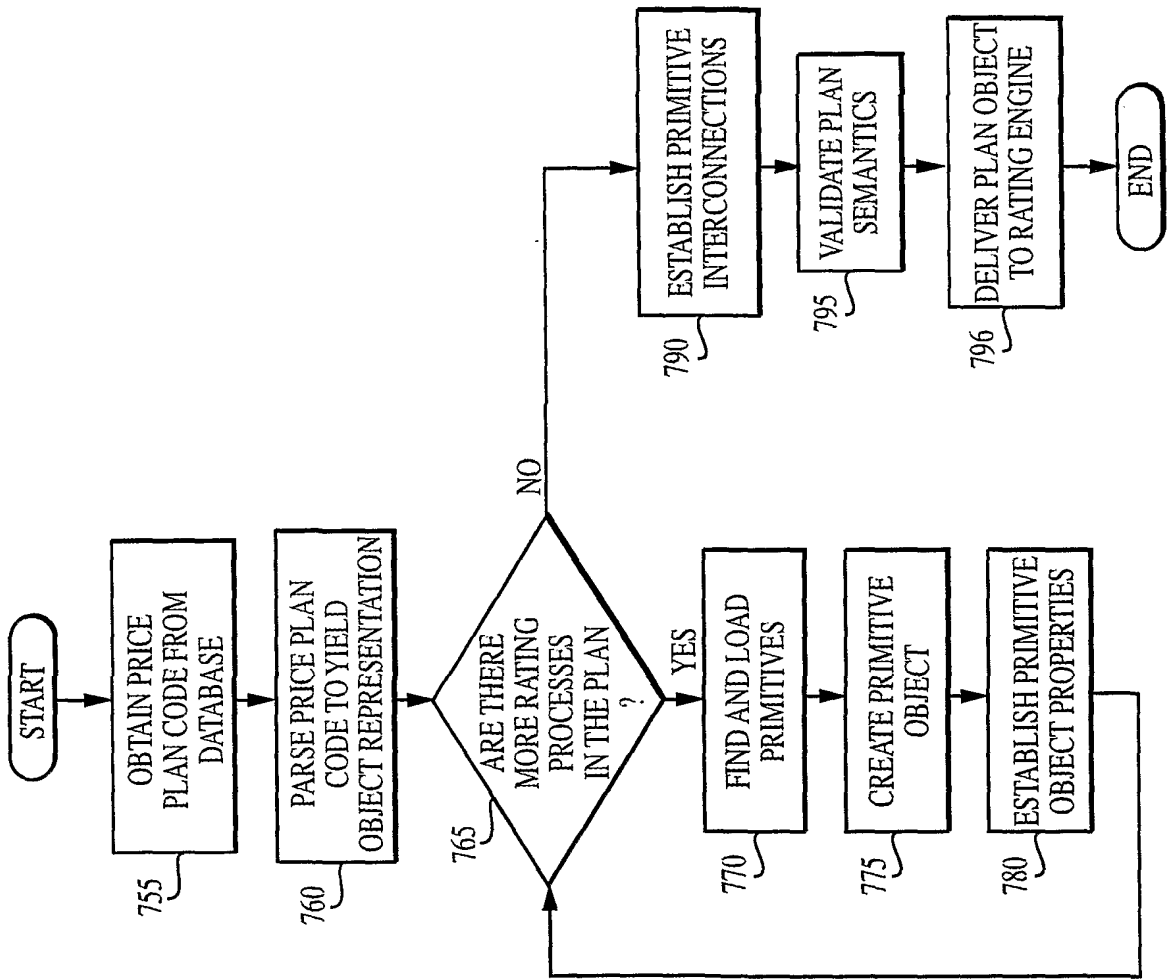 START
OBTAIN PRICE
PLAN CODE FROM
DATABASE
755
PARSE PRICE PLAN
CODE TO YIELD
OBJECT REPRESENTATION
760
ARE THERE
MORE RATING
PROCESSES
IN THE PLAN
?
765
YES
FIND AND LOAD
PRIMITIVES
770
CREATE PRIMITIVE
OBJECT
775
ESTABLISH PRIMITIVE
OBJECT PROPERTIES
780
NO
ESTABLISH PRIMITIVE
INTERCONNECTIONS
790
VALIDATE PLAN
SEMANTICS
795
DELIVER PLAN OBJECT
TO RATING ENGINE
796
END